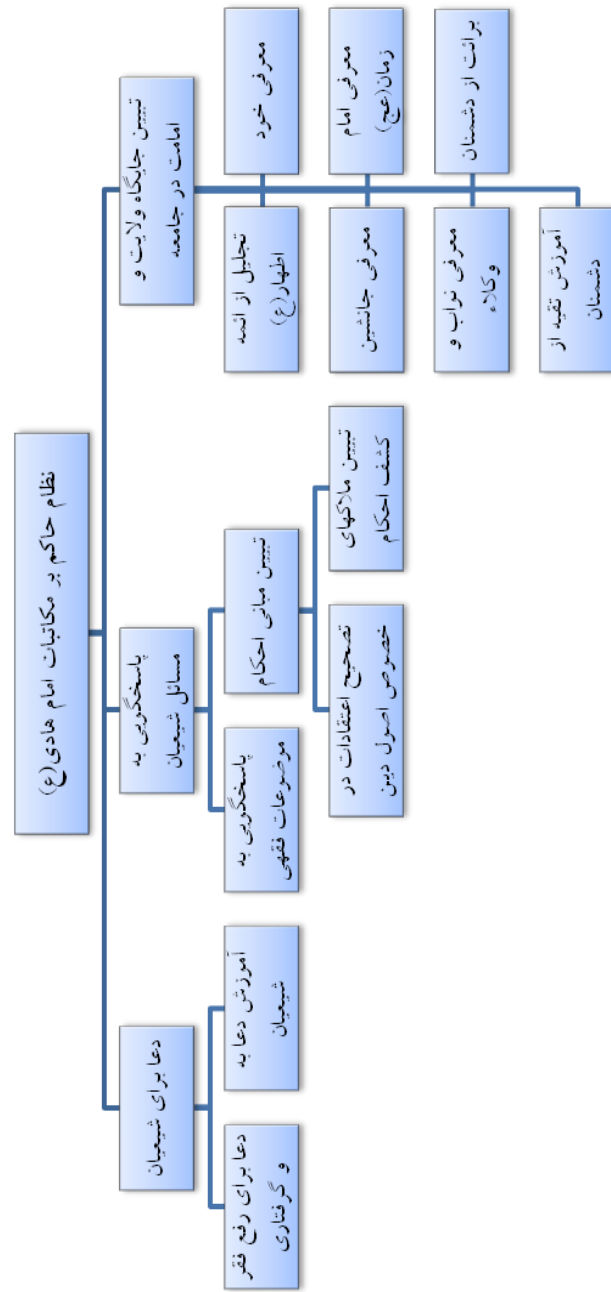 نظام حاکم بر مکاتبات امام هادی(ع)
تبیین جایگاه ولایت و
امامت در جامعه
معرفی خود
تجلیل از ائمه
اطهار(ع)
معرفی امام
زمان(عج)
معرفی جانشین
برائت از دشمنان
معرفی نواب و
وکلاء
آموزش تقیه از
دشمنان
پاسخگویی به
مسائل شیعیان
تبیین مبانی احکام
تبیین ملاکهای
کشف احکام
تصحیح اعتقادات در
خصوص اصول دین
پاسخگویی به
موضوعات فقهی
دعا برای شیعیان
آموزش دعا به
شیعیان
دعا برای رفع فقر
و گرفتاری